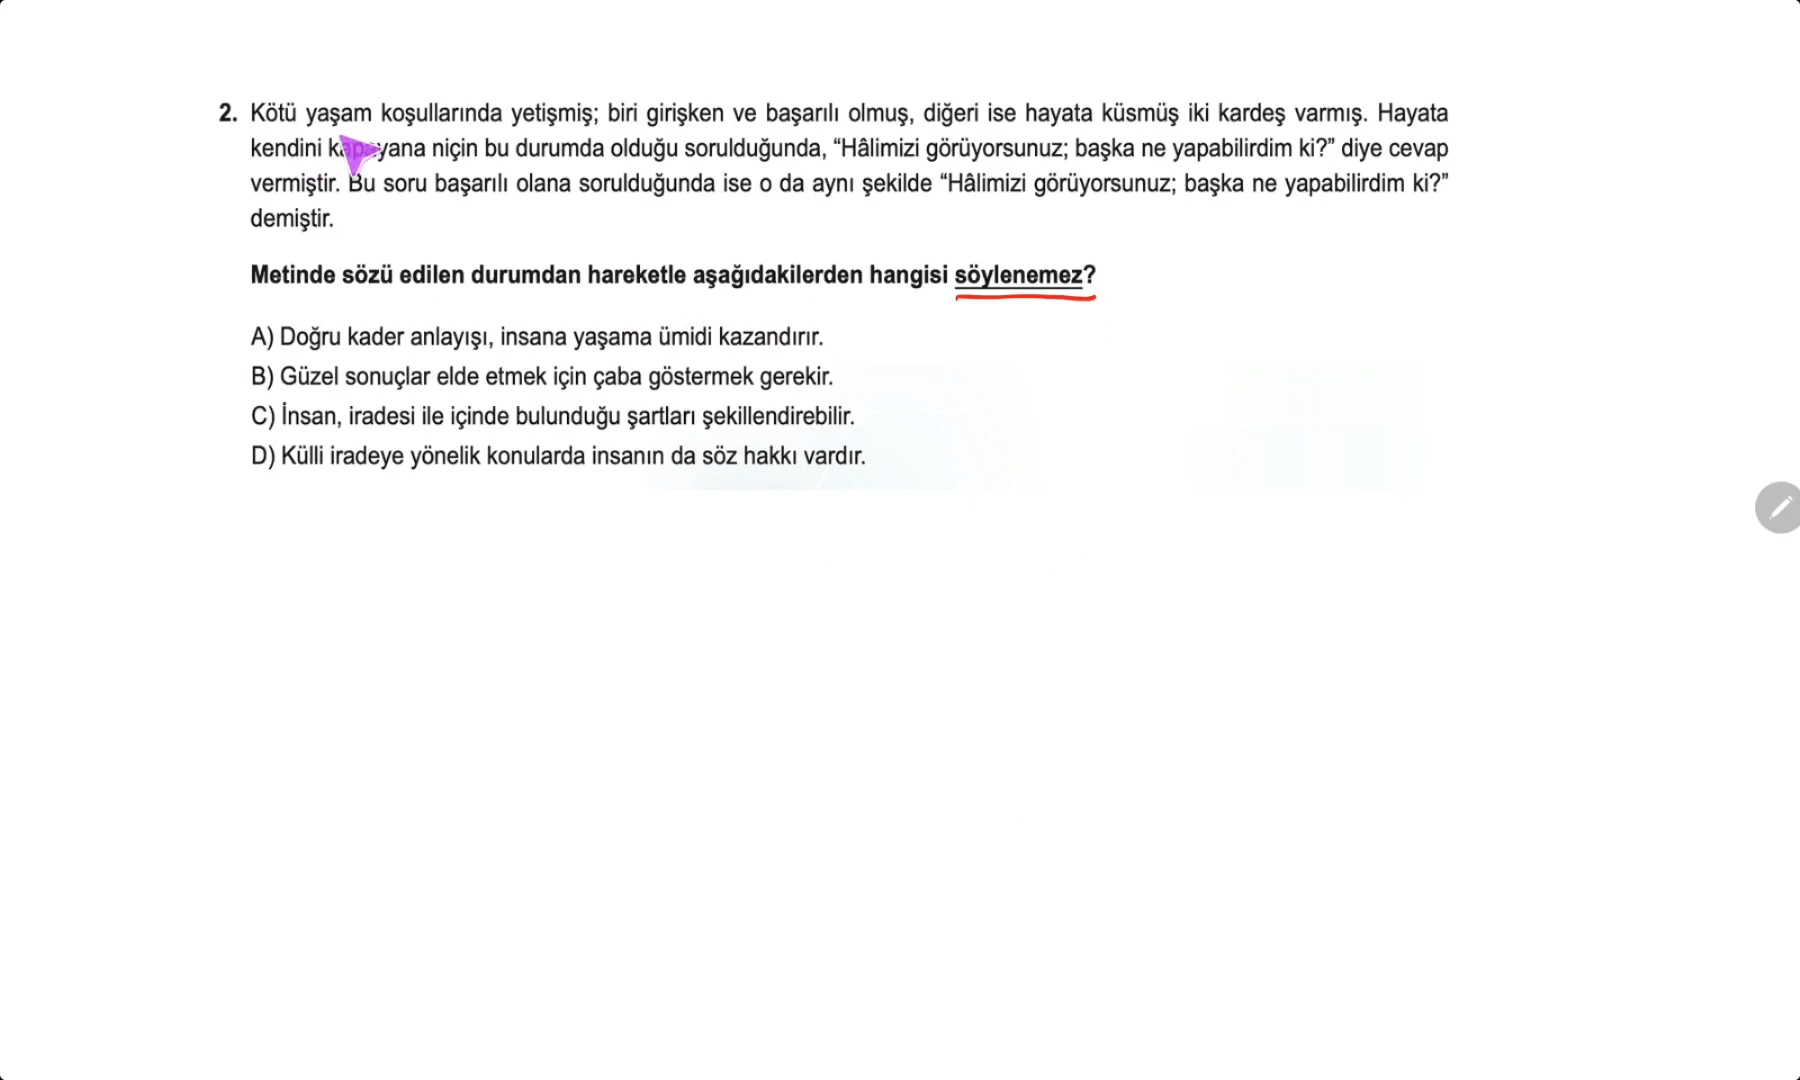 2. Kötü yaşam koşullarında yetişmiş; biri girişken ve başarılı olmuş, diğeri ise hayata küsmüş iki kardeş varmış. Hayata
kendini niçin bu durumda olduğu sorulduğunda, “Hâlimizi görüyorsunuz; başka ne yapabilirdim ki?” diye cevap
vermiştir. Bu soru başarılı olana sorulduğunda ise o da aynı şekilde “Hâlimizi görüyorsunuz; başka ne yapabilirdim ki?”
demiştir.
Metinde sözü edilen durumdan hareketle aşağıdakilerden hangisi söylenemez?
A) Doğru kader anlayışı, insana yaşama ümidi kazandırır.
B) Güzel sonuçlar elde etmek için çaba göstermek gerekir.
C) İnsan, iradesi ile içinde bulunduğu şartları şekillendirebilir.
D) Külli iradeye yönelik konularda insanın da söz hakkı vardır.